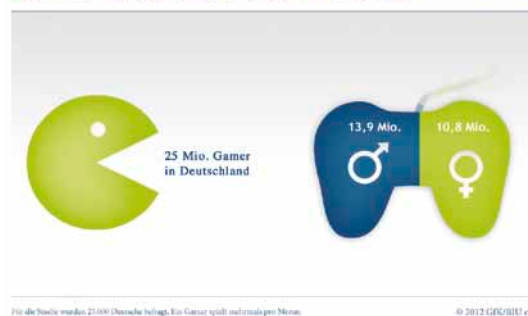 25 Mio. Gamer
in Deutschland
13,9 Mio.
10,8 Mio.
Für die Studie wurden 25.000 Deutsche befragt. Ein Gamer spielt mehrmals pro Monat.
© 2012 GfK/BIU